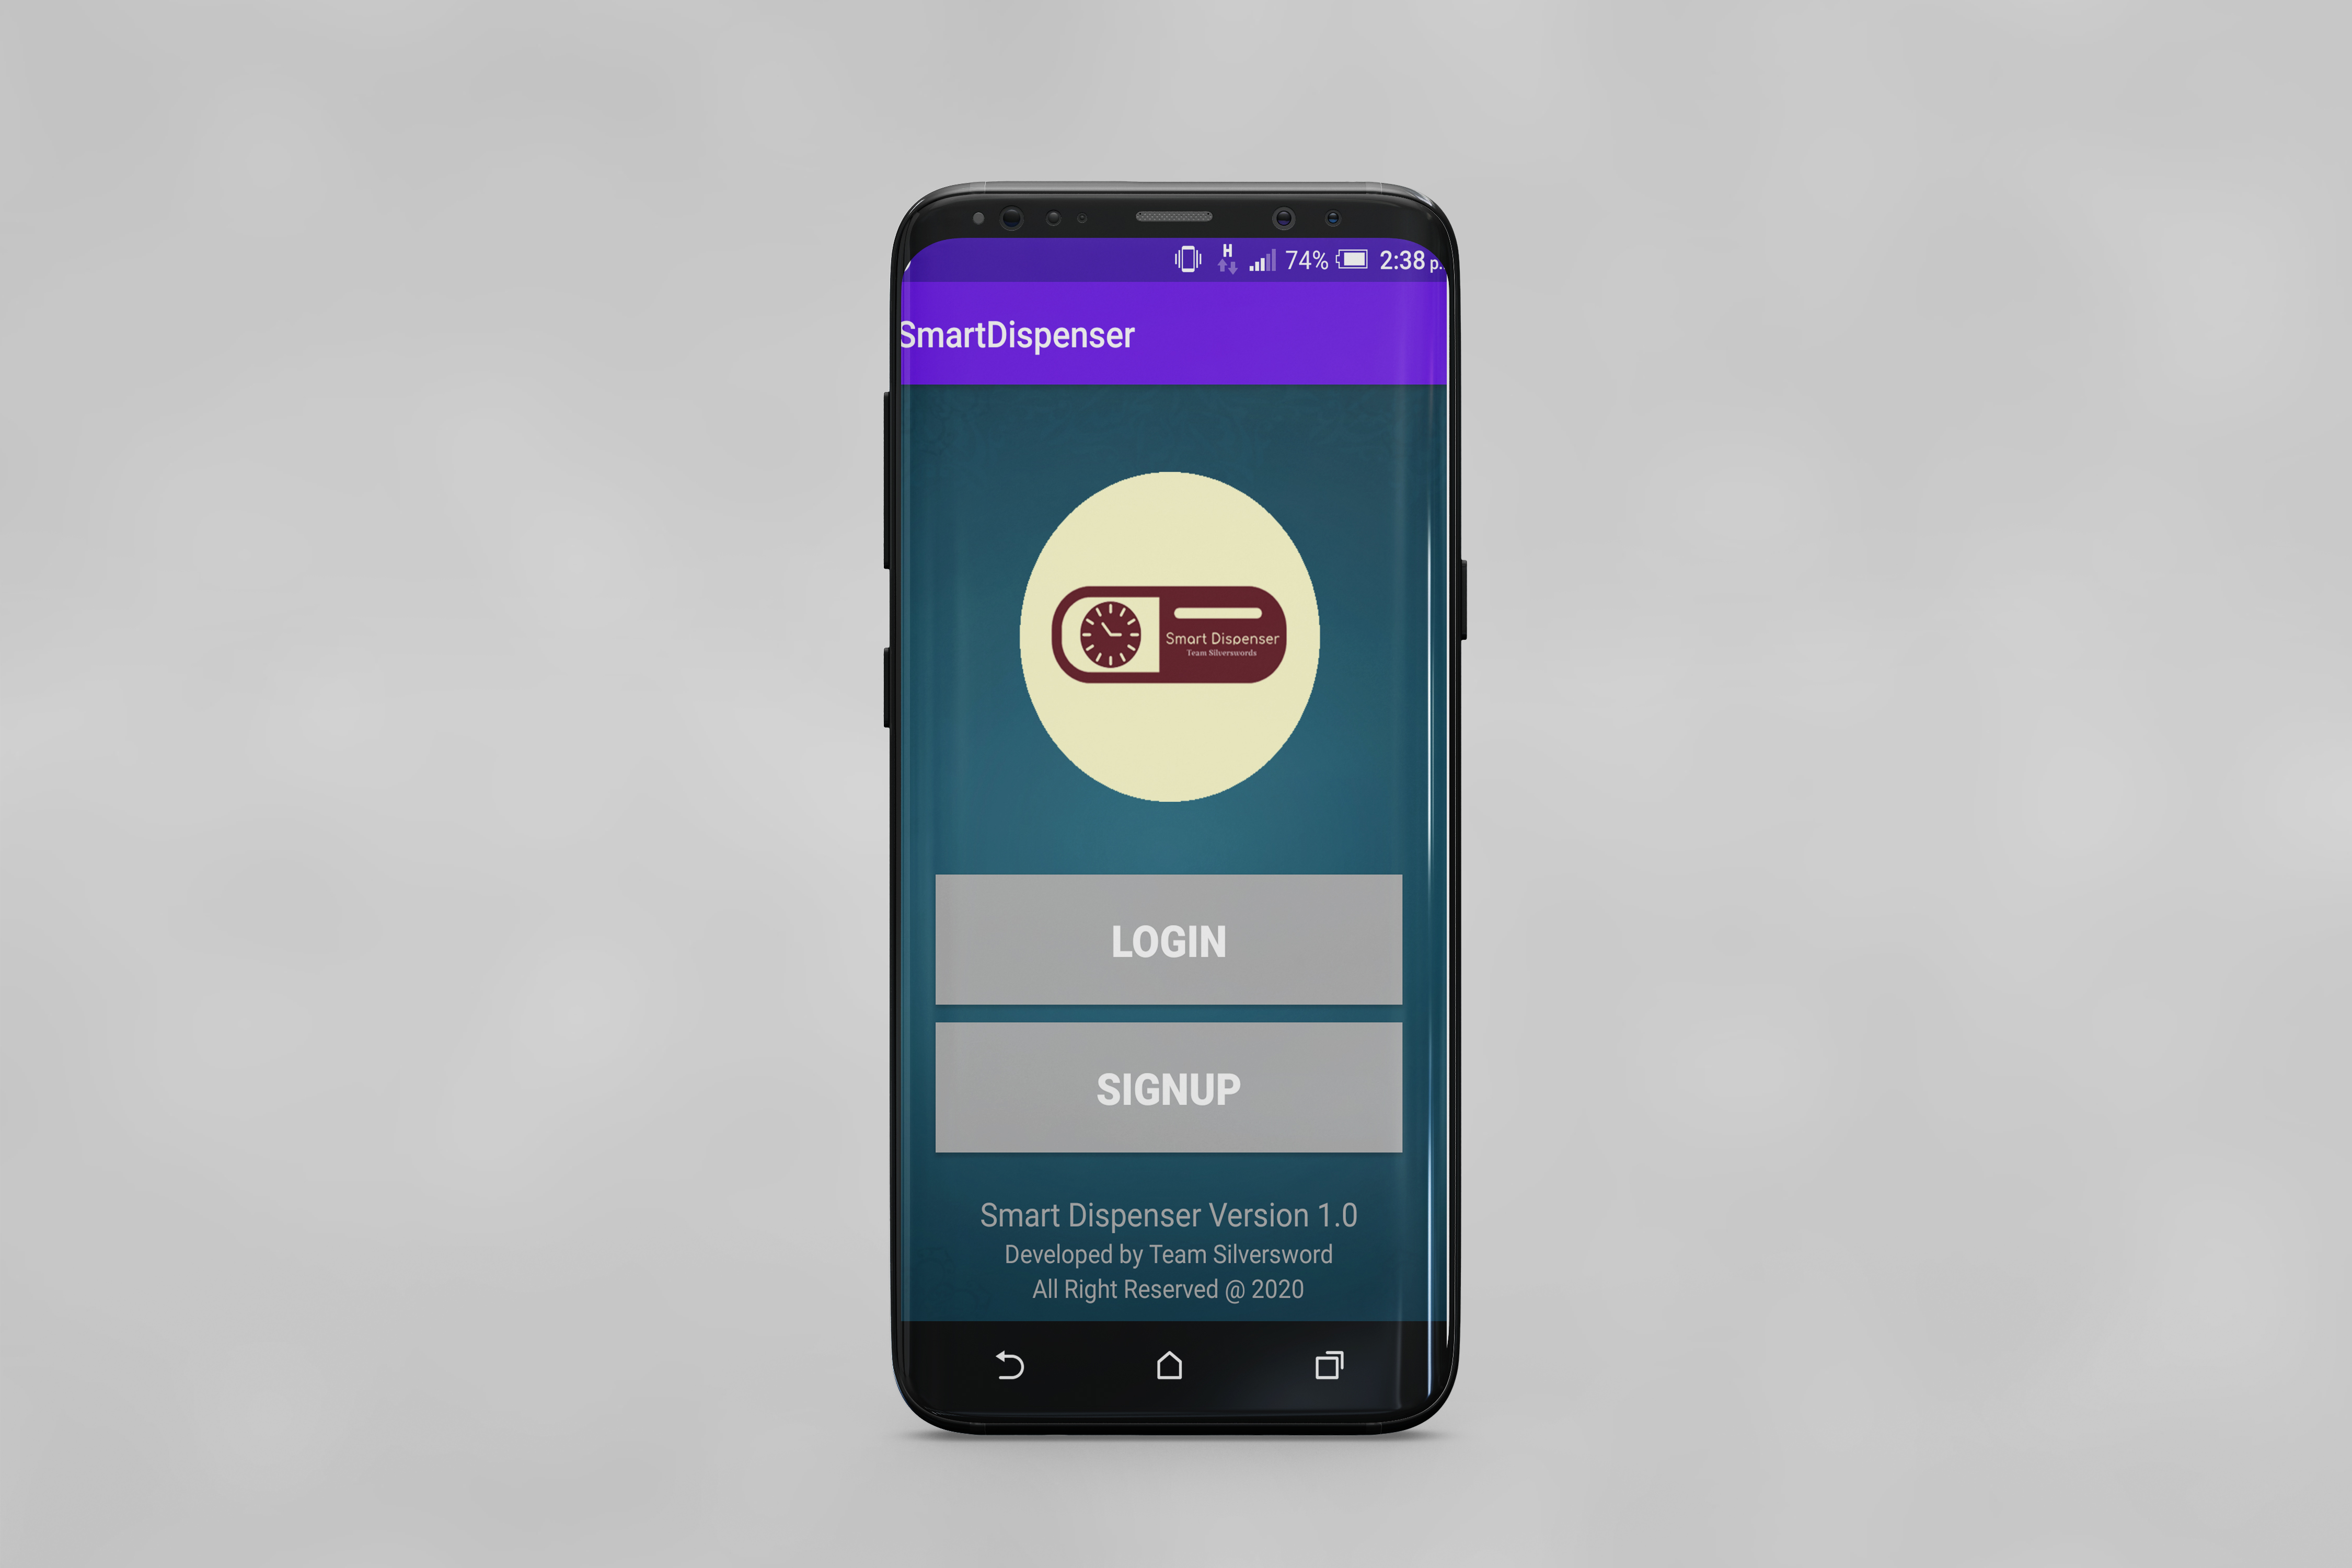 H 74% 2:38 p.
SmartDispenser
Smart Dispenser
Team Silverswords
LOGIN
SIGNUP
Smart Dispenser Version 1.0
Developed by Team Silversword
All Right Reserved @ 2020